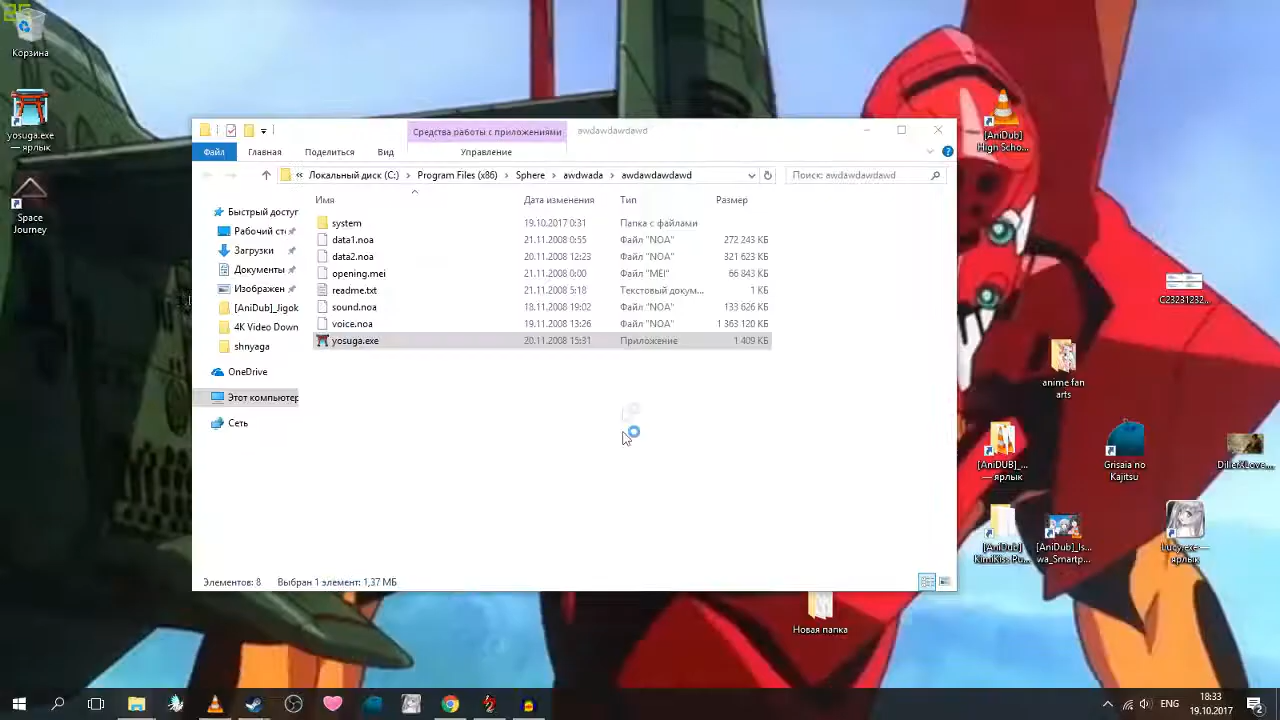 Корзина
yosuga.exe
— ярлык
Space
Journey
Средства работы с приложениями
awdawdawdawd
Файл
Главная
Поделиться
Вид
Управление
« Локальный диск (C:) › Program Files (x86) › Sphere › awdwada › awdawdawdawd
Поиск: awdawdawdawd
Имя
Дата изменения
Тип
Размер
Быстрый доступ
Рабочий сто
Загрузки
Документы
Изображен
[AniDub]_Jigok
4K Video Down
shnyaga
OneDrive
Этот компьютер
Сеть
system 19.10.2017 0:31 Папка с файлами
data1.noa 21.11.2008 0:55 Файл "NOA" 272 243 КБ
data2.noa 20.11.2008 12:23 Файл "NOA" 321 623 КБ
opening.mei 21.11.2008 0:00 Файл "MEI" 66 843 КБ
readme.txt 21.11.2008 5:18 Текстовый докум... 1 КБ
sound.noa 18.11.2008 19:02 Файл "NOA" 133 626 КБ
voice.noa 19.11.2008 13:26 Файл "NOA" 1 363 120 КБ
yosuga.exe 20.11.2008 15:31 Приложение 1 409 КБ
Элементов: 8 Выбран 1 элемент: 1,37 МБ
[AniDub]
High Scho...
C23231232...
anime fan
arts
[AniDUB]_...
— ярлык
Grisaia no
Kajitsu
[AniDub]
KimiKiss. Pu...
[AniDub]_Is...
wa_Smartp...
Lucy.exe —
ярлык
Новая папка
ENG
18:33
19.10.2017
2